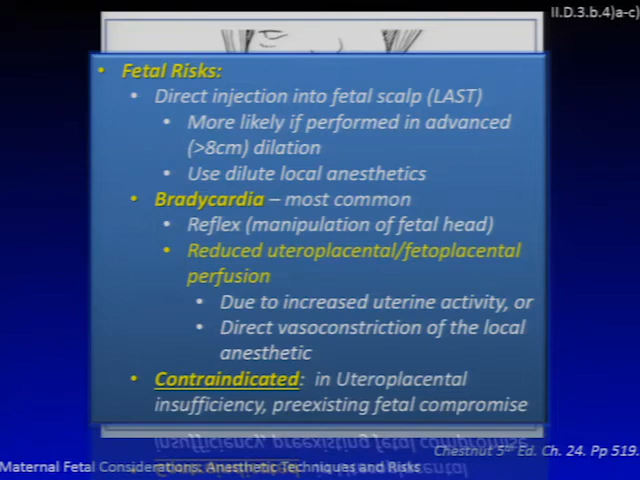 II.D.3.b.4)a-c)
• Fetal Risks:
• Direct injection into fetal scalp (LAST)
• More likely if performed in advanced
(>8cm) dilation
• Use dilute local anesthetics
• Bradycardia – most common
• Reflex (manipulation of fetal head)
• Reduced uteroplacental/fetoplacental
perfusion
• Due to increased uterine activity, or
• Direct vasoconstriction of the local
anesthetic
• Contraindicated: in Uteroplacental
insufficiency, preexisting fetal compromise
Chestnut 5th Ed. Ch. 24. Pp 519.
Maternal Fetal Considerations: Anesthetic Techniques and Risks